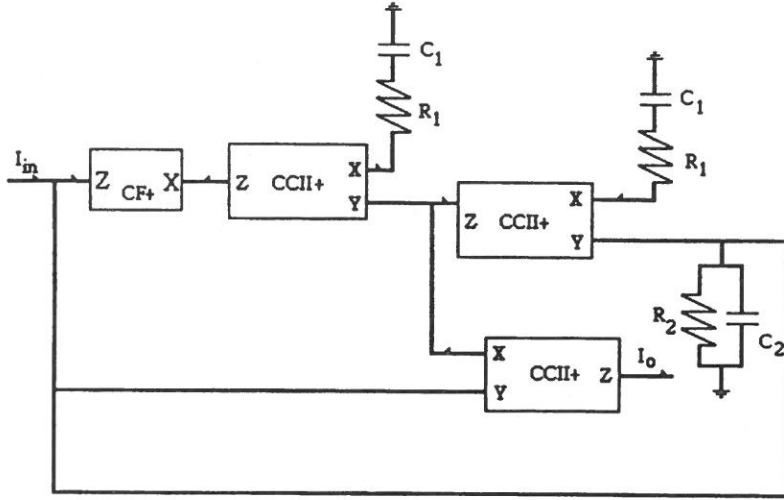 C1
R1
C1
R1
Iin
Z CF+ X
Z CCII+ X Y
Z CCII+ X Y
R2
C2
X Y CCII+ Z
Io